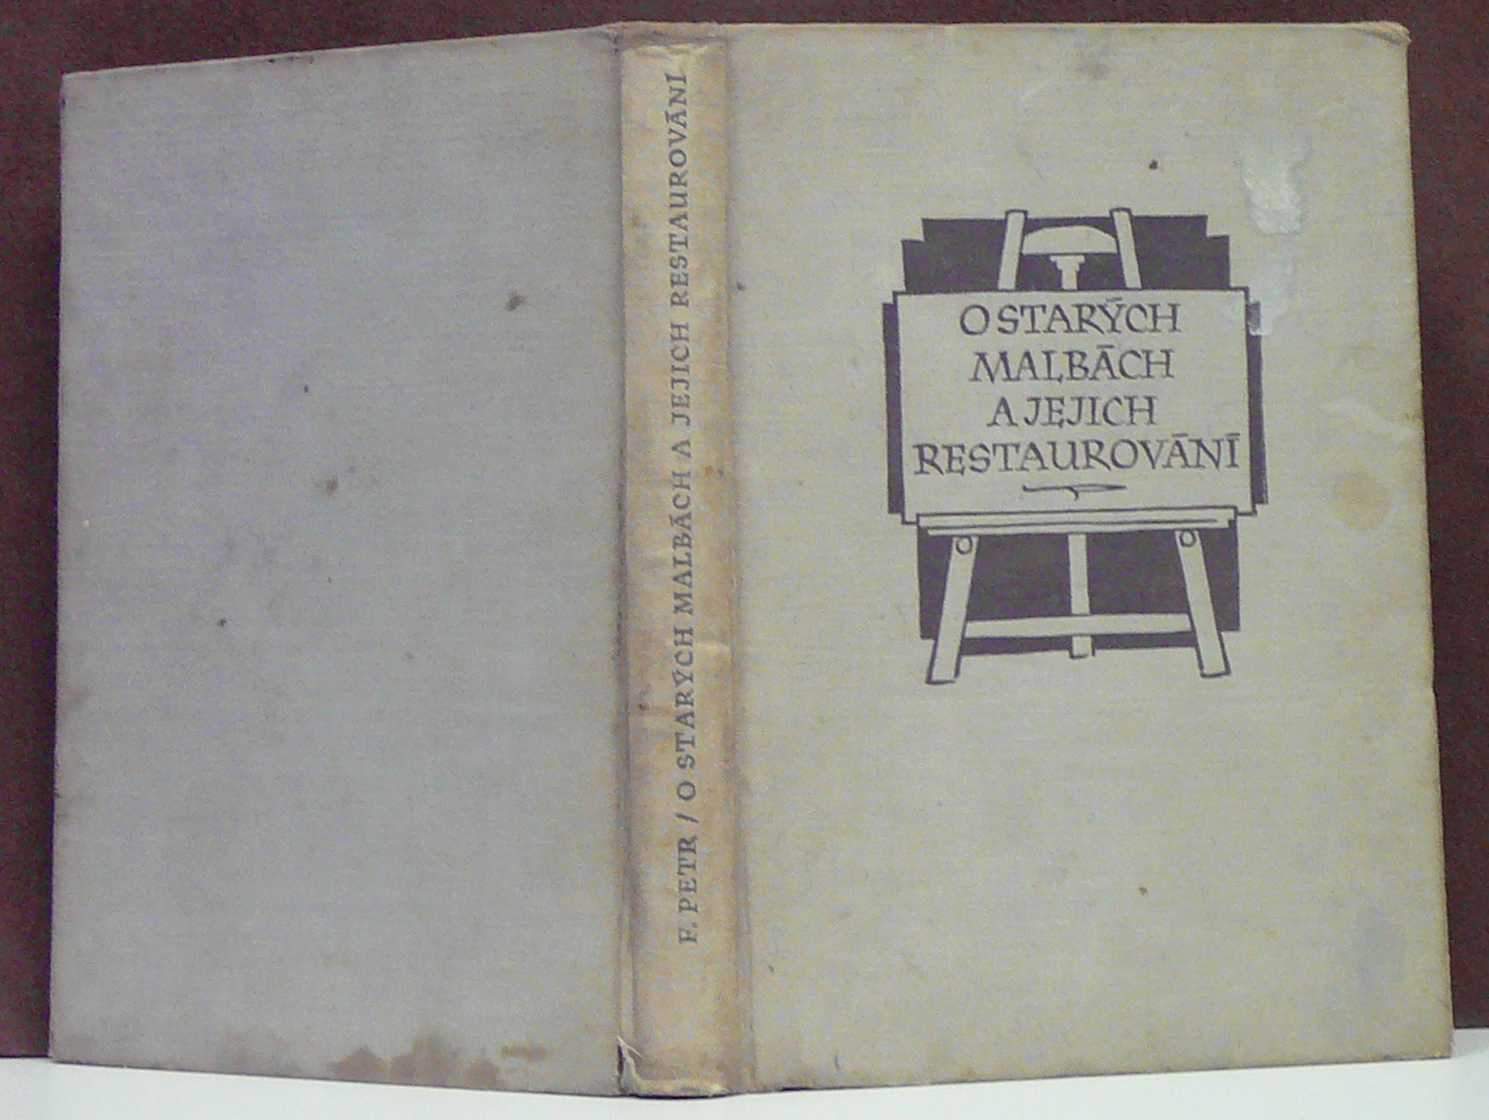 F. PETR / O STARÝCH MALBÁCH A JEJICH RESTAUROVÁNÍ
O STARÝCH
MALBÁCH
A JEJICH
RESTAUROVÁNÍ